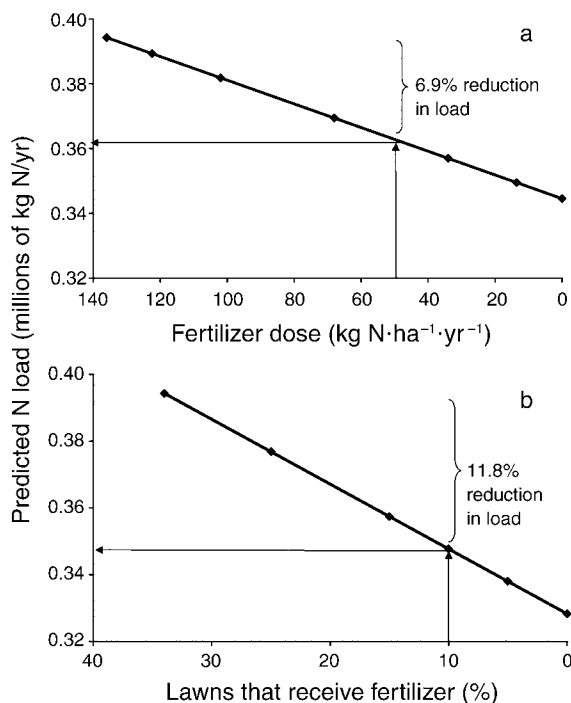 a
0.40
0.38
0.36
0.34
0.32
6.9% reduction
in load
140 120 100 80 60 40 20 0
Fertilizer dose (kg N·ha⁻¹·yr⁻¹)
Predicted N load (millions of kg N/yr)
b
0.40
0.38
0.36
0.34
0.32
11.8%
reduction
in load
40 30 20 10 0
Lawns that receive fertilizer (%)